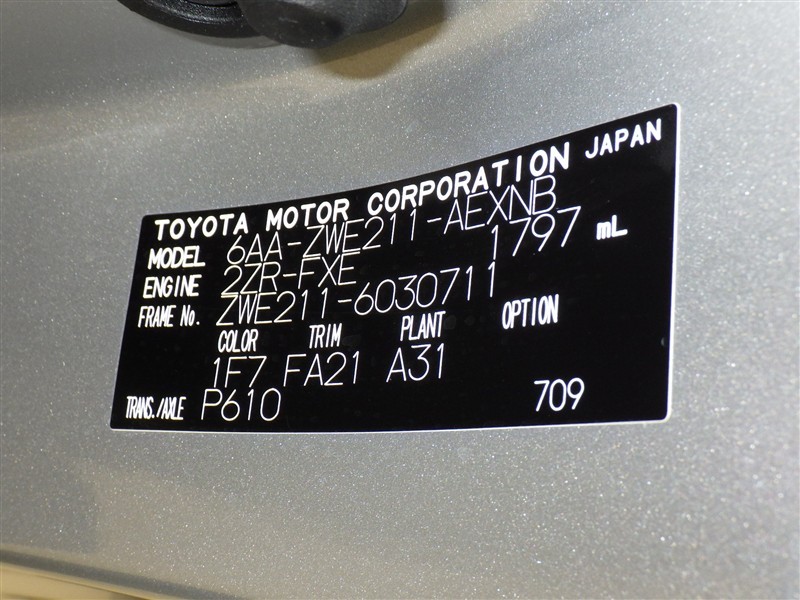 TOYOTA MOTOR CORPORATION JAPAN
MODEL 6AA-ZWE211-AEXNB
ENGINE 2ZR-FXE 1797 mL
FRAME No. ZWE211-6030711
COLOR TRIM PLANT OPTION
1F7 FA21 A31
TRANS./AXLE P610 709